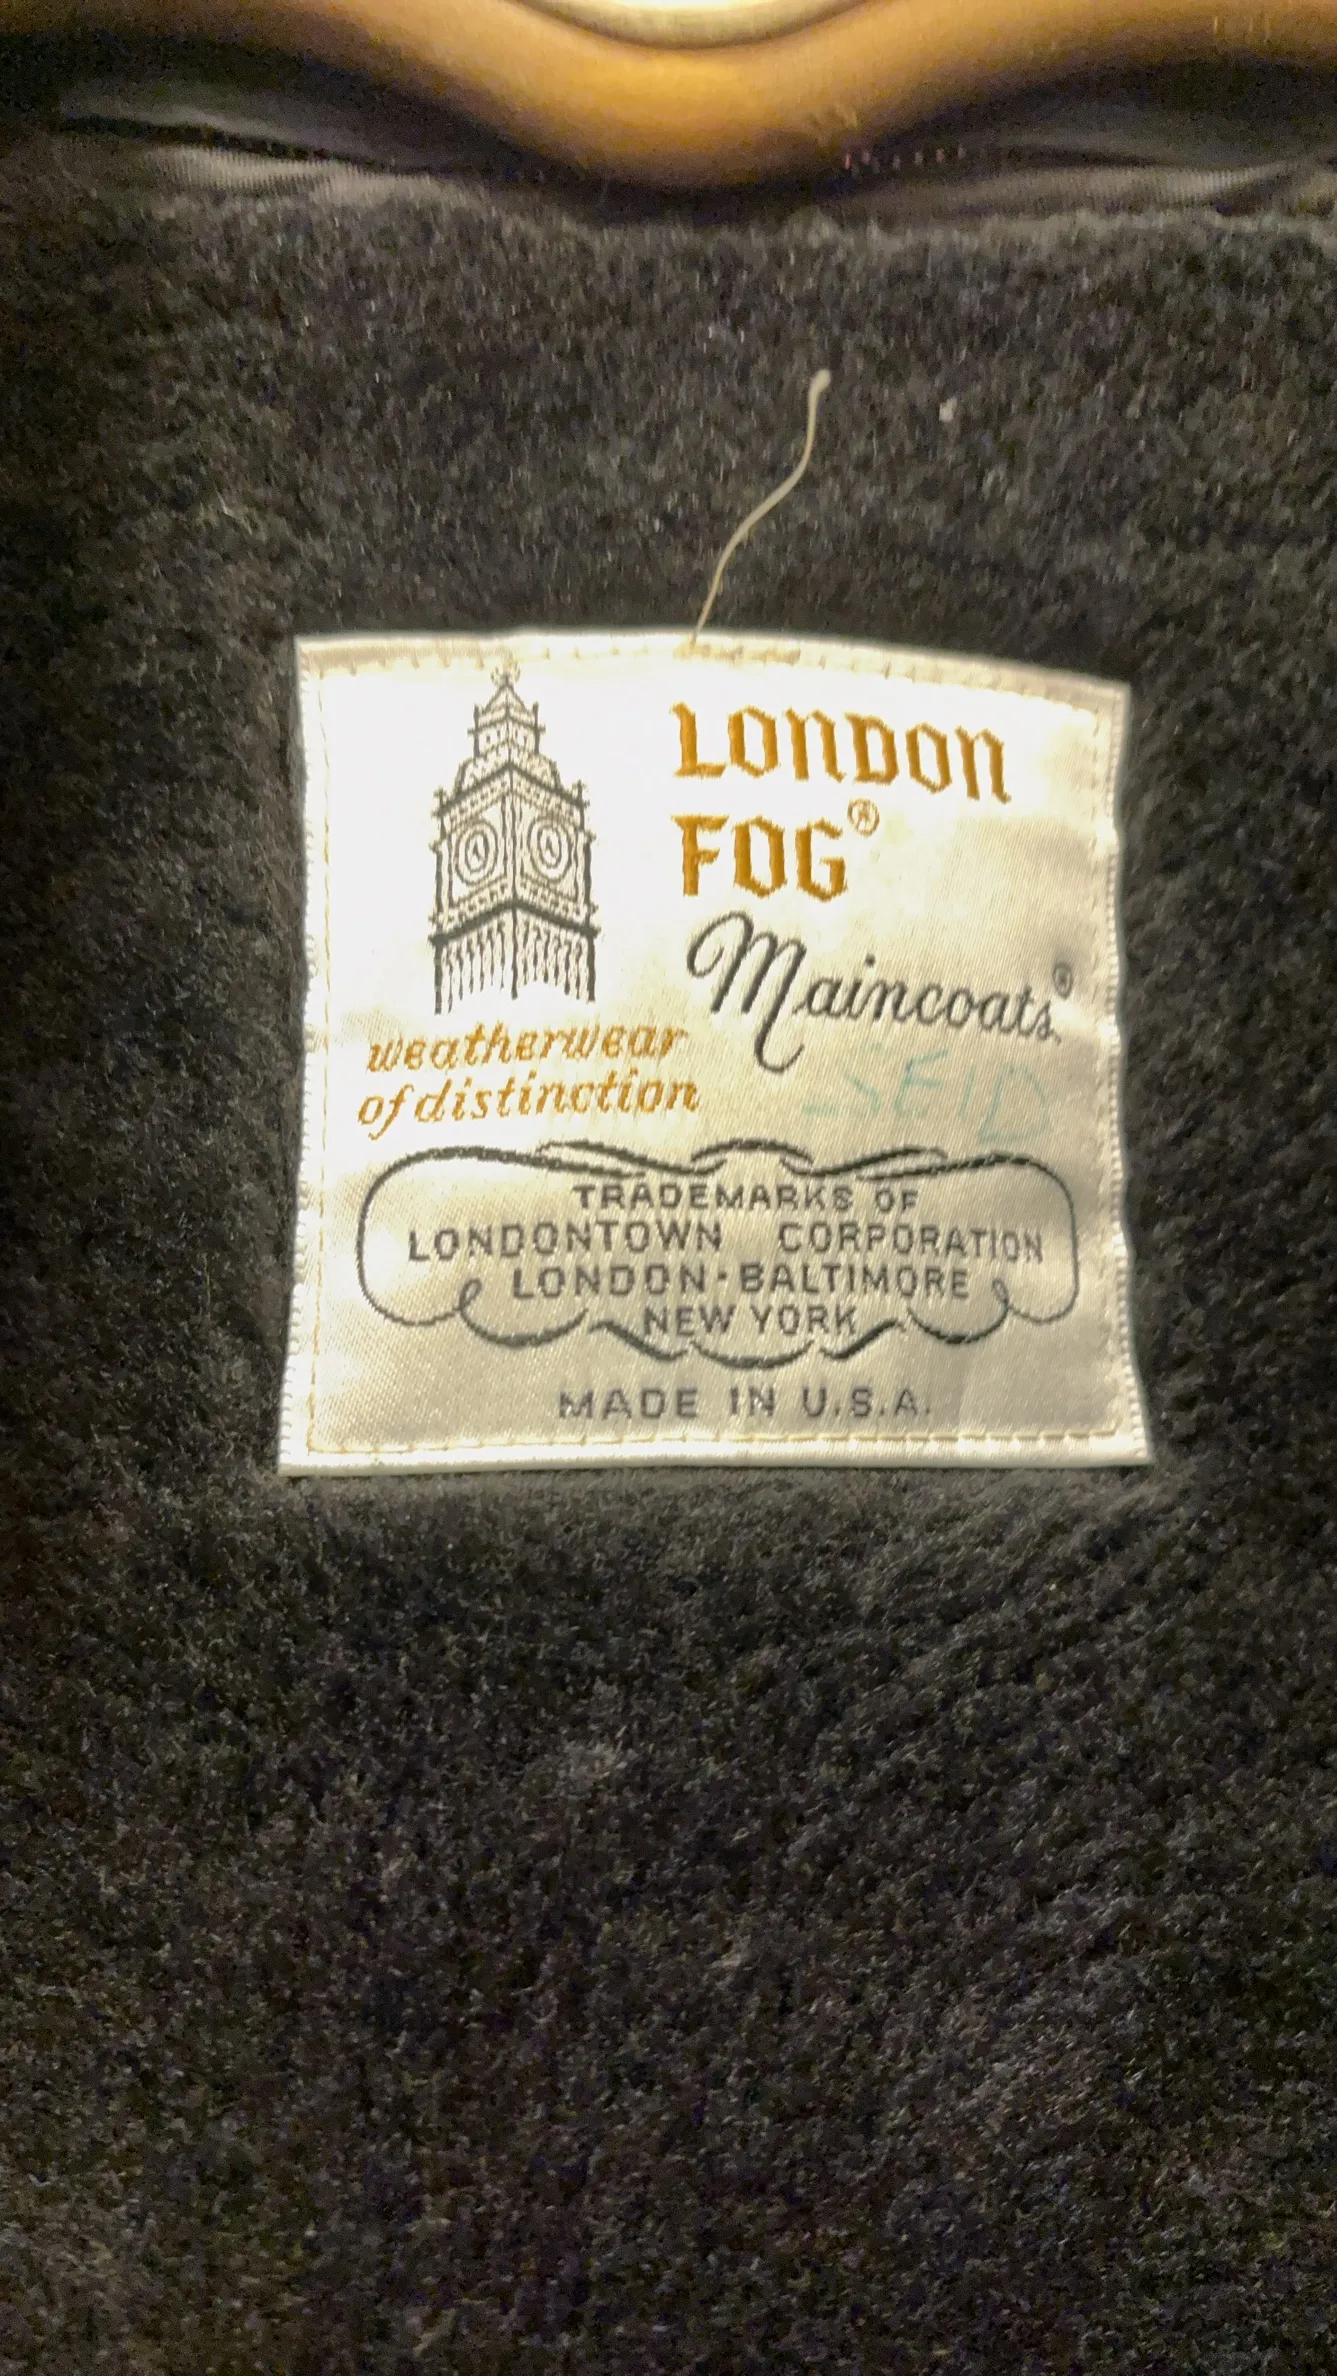 LONDON
FOG®
Maincoats®
weatherwear
of distinction
TRADEMARKS OF
LONDONTOWN CORPORATION
LONDON-BALTIMORE
NEW YORK
MADE IN U.S.A.